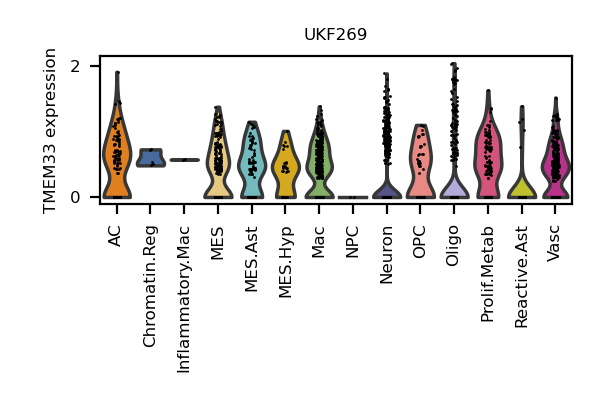 UKF269
TMEM33 expression
2
0
AC
Chromatin.Reg
Inflammatory.Mac
MES
MES.Ast
MES.Hyp
Mac
NPC
Neuron
OPC
Oligo
Prolif.Metab
Reactive.Ast
Vasc